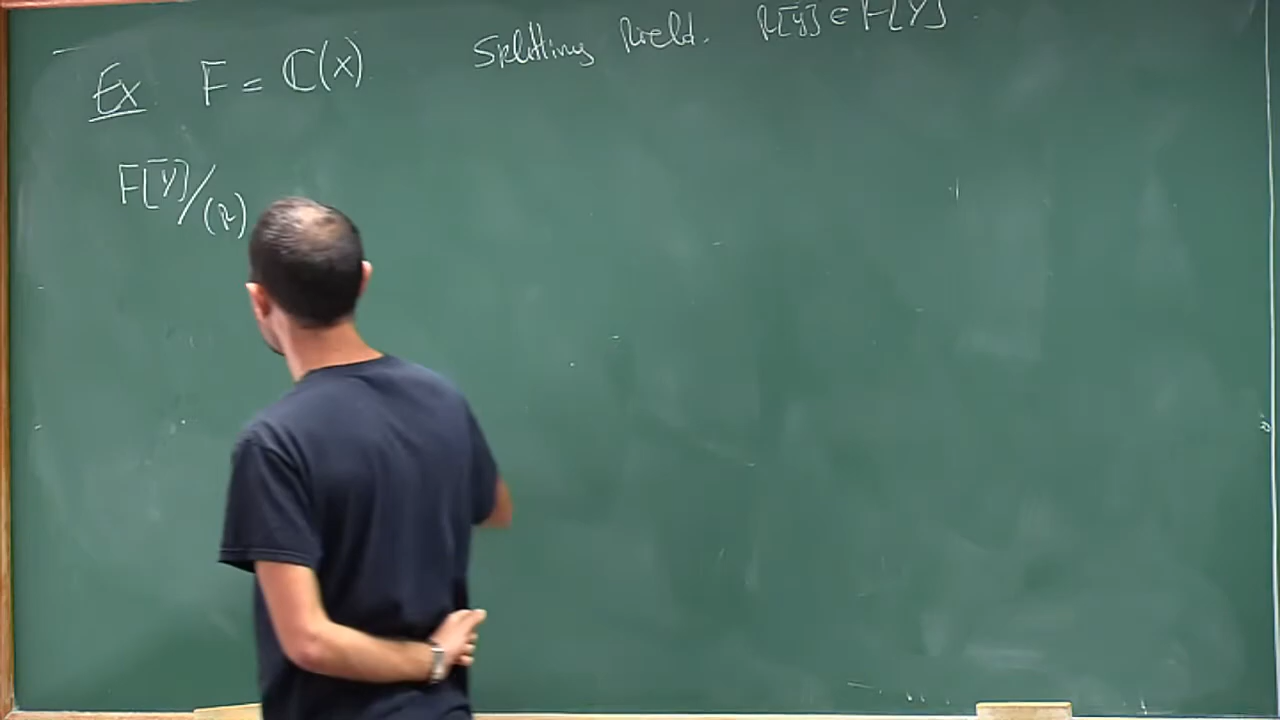 Ex F = ℂ(x) Splitting field. R[y] ∈ F[Y].
F[Y]/(R)